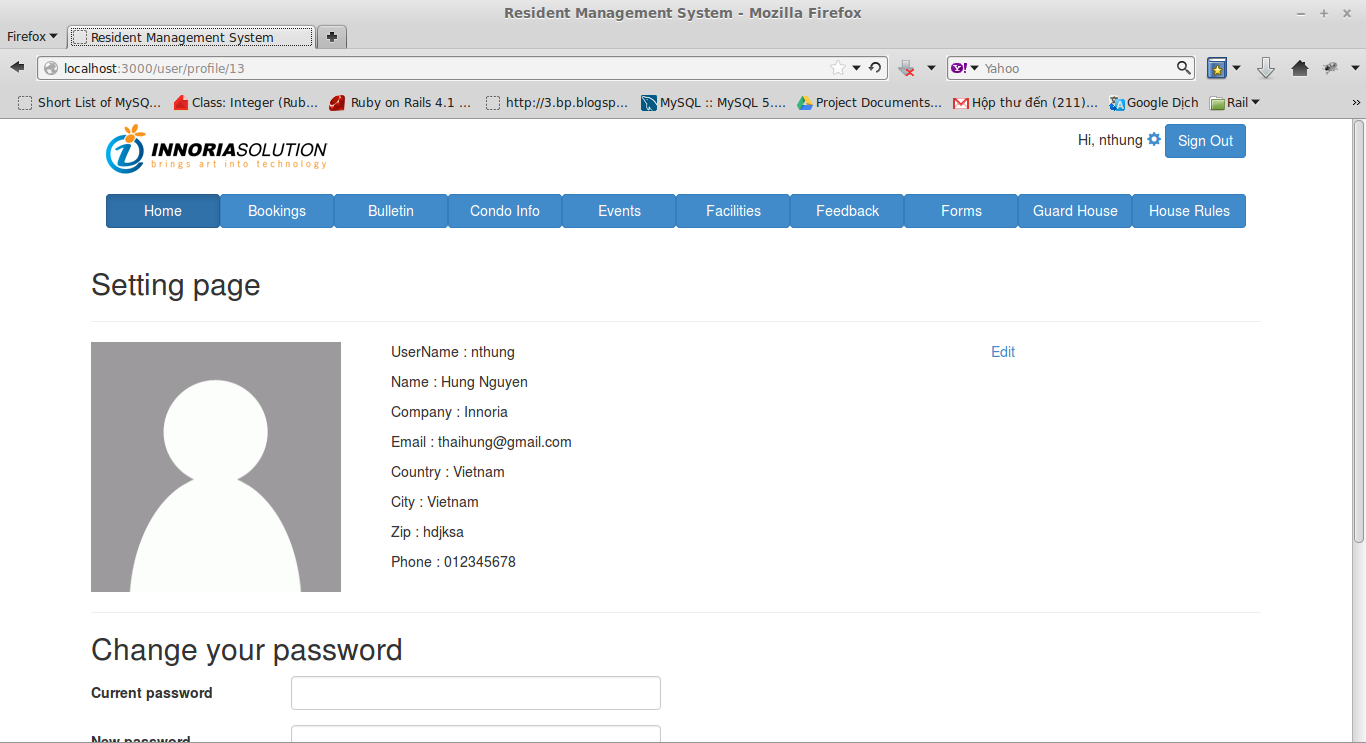 Resident Management System - Mozilla Firefox
Firefox
Resident Management System
localhost:3000/user/profile/13
Yahoo
Short List of MySQ...
Class: Integer (Rub...
Ruby on Rails 4.1 ...
http://3.bp.blogsp...
MySQL :: MySQL 5....
Project Documents...
Hộp thư đến (211)...
Google Dịch
Rail
INNORIASOLUTION
brings art into technology
Hi, nthung
Sign Out
Home
Bookings
Bulletin
Condo Info
Events
Facilities
Feedback
Forms
Guard House
House Rules
Setting page
UserName : nthung
Edit
Name : Hung Nguyen
Company : Innoria
Email : thaihung@gmail.com
Country : Vietnam
City : Vietnam
Zip : hdjksa
Phone : 012345678
Change your password
Current password
New password